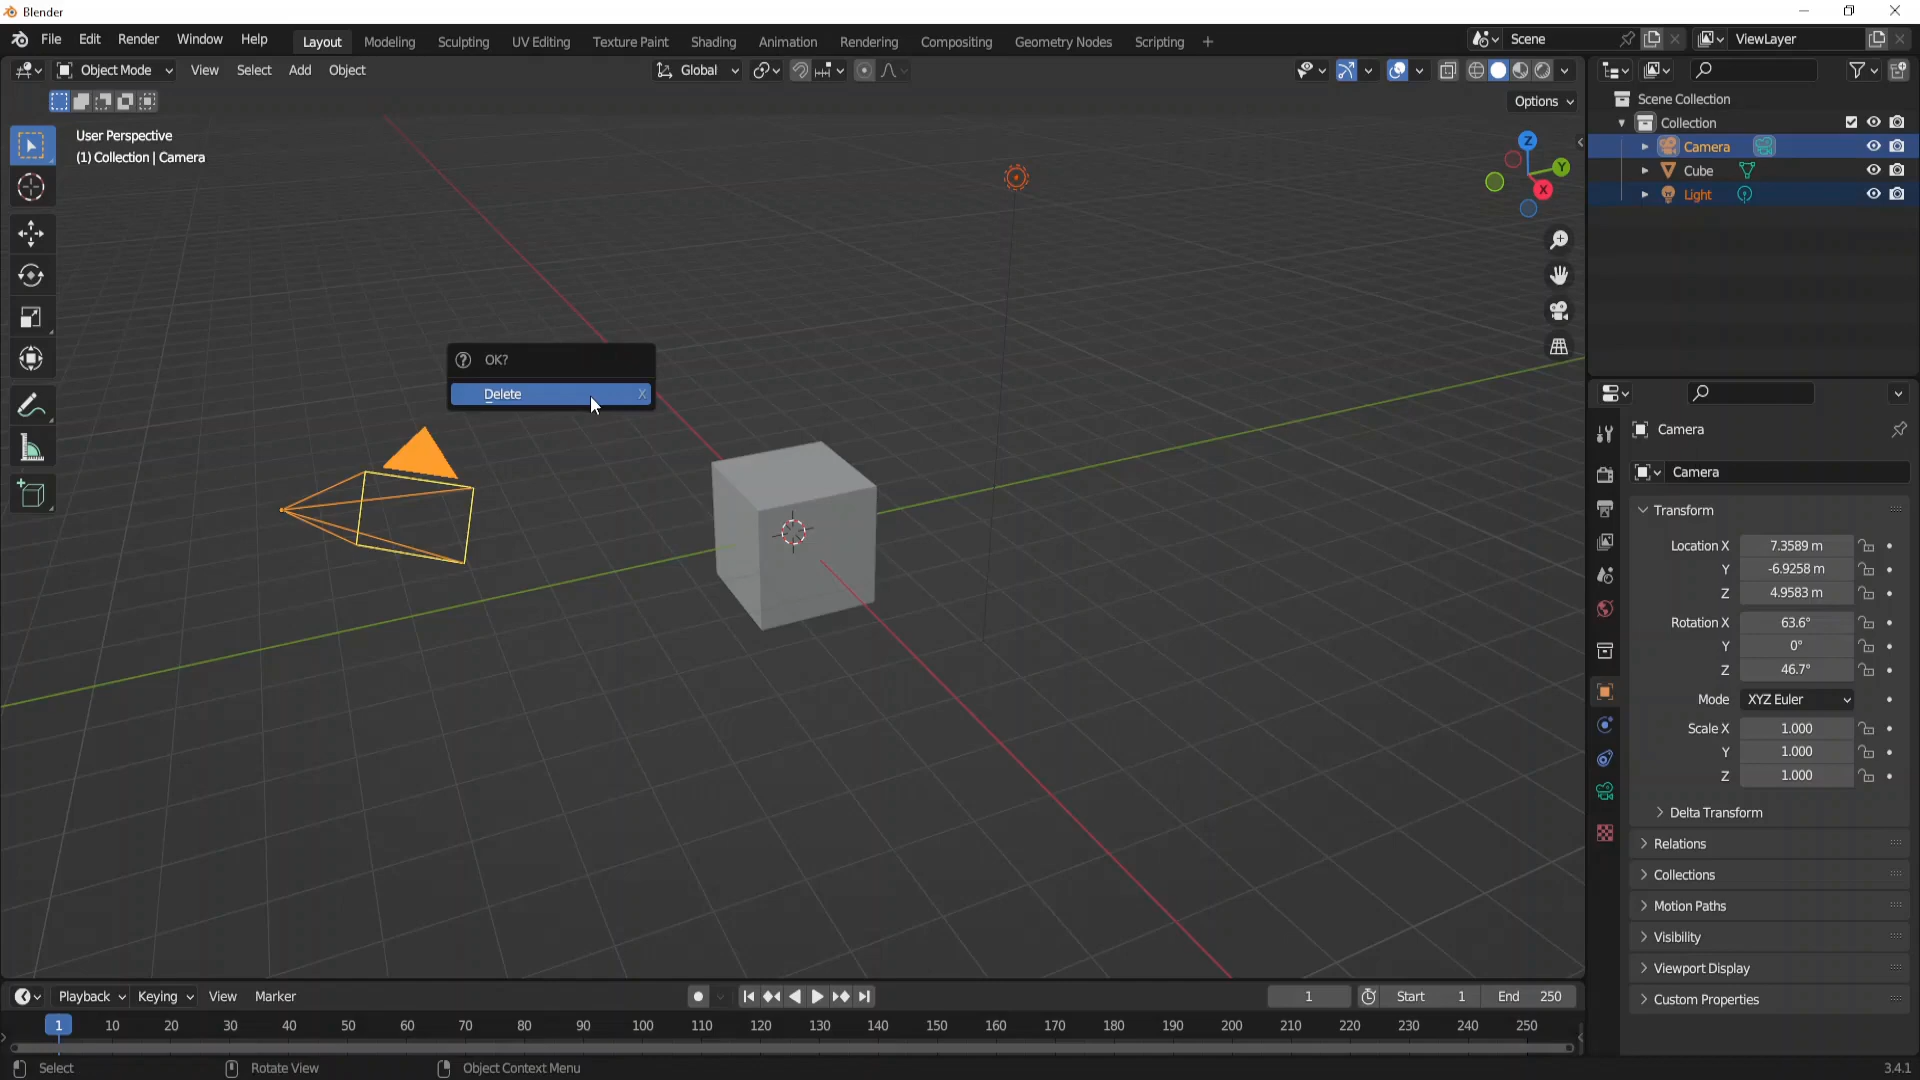 Blender
File Edit Render Window Help Layout Modeling Sculpting UV Editing Texture Paint Shading Animation Rendering Compositing Geometry Nodes Scripting + Scene ViewLayer
Object Mode View Select Add Object Global
Options
User Perspective
(1) Collection | Camera
Z
Y
X
OK?
Delete X
Scene Collection
Collection
Camera
Cube
Light
Camera
Camera
Transform
Location X 7.3589 m
Y -6.9258 m
Z 4.9583 m
Rotation X 63.6°
Y 0°
Z 46.7°
Mode XYZ Euler
Scale X 1.000
Y 1.000
Z 1.000
Delta Transform
Relations
Collections
Motion Paths
Visibility
Viewport Display
Custom Properties
Playback Keying View Marker 1 Start 1 End 250
1 10 20 30 40 50 60 70 80 90 100 110 120 130 140 150 160 170 180 190 200 210 220 230 240 250
Select Rotate View Object Context Menu 3.4.1